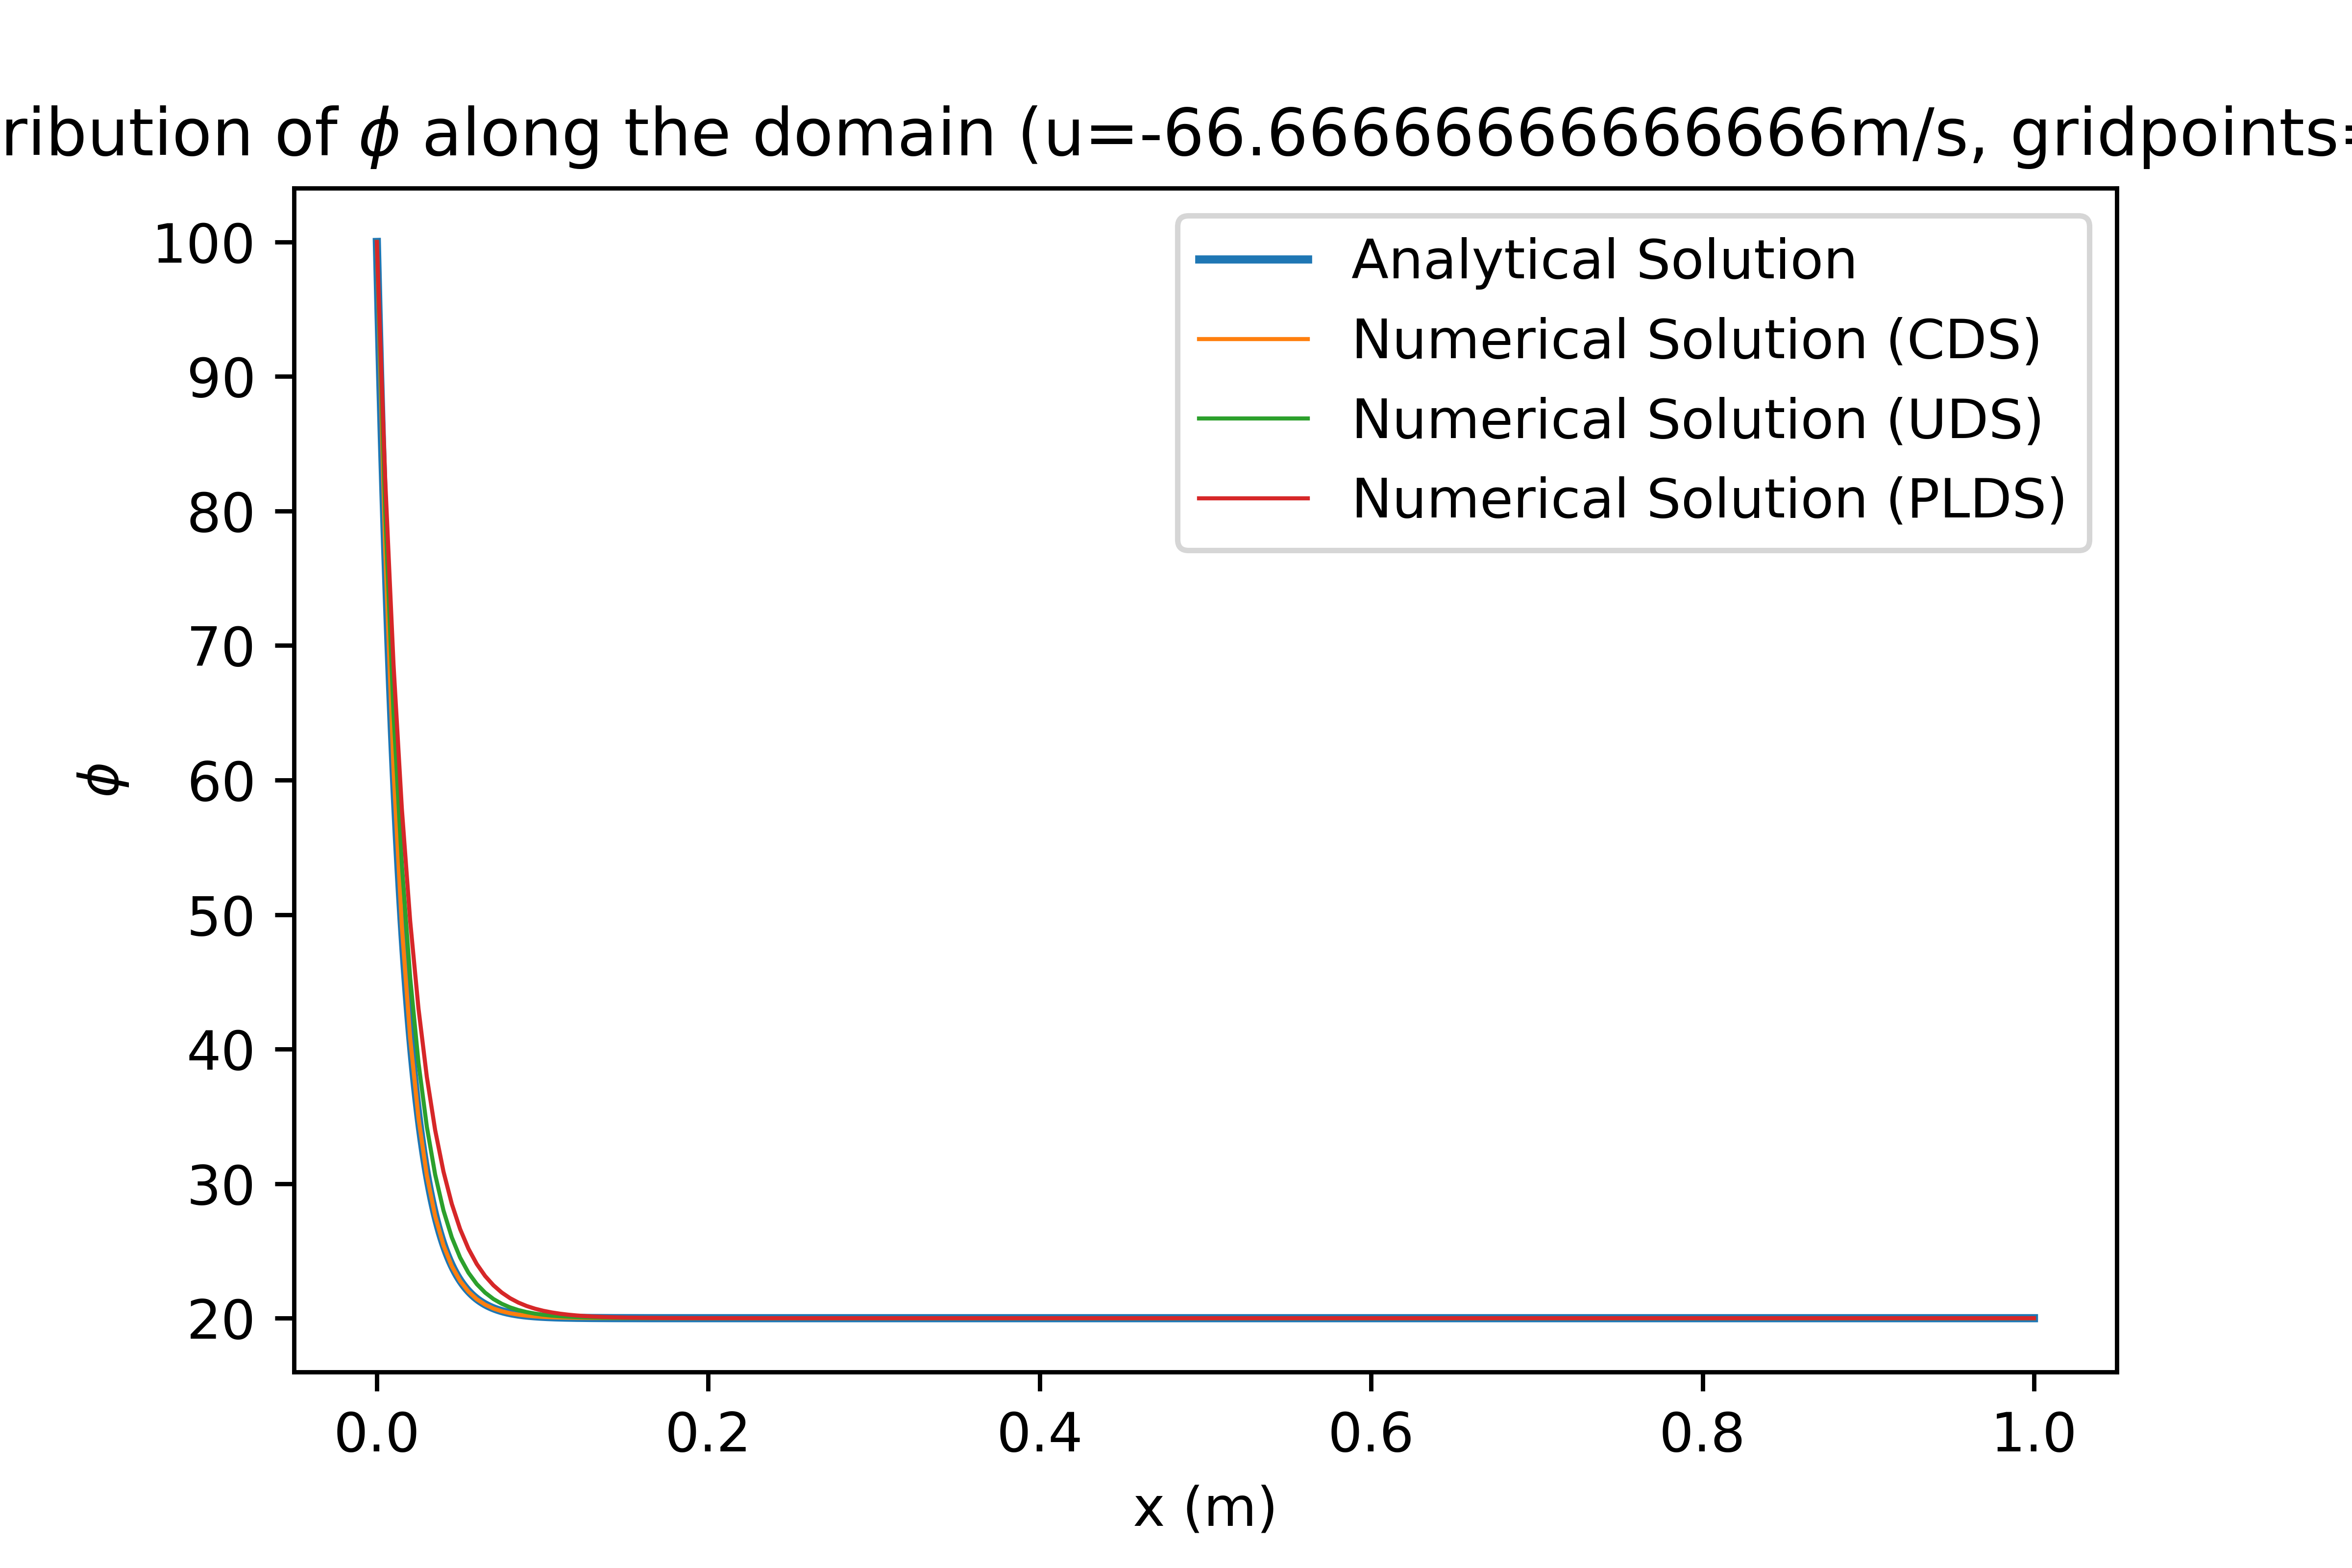 ribution of ϕ along the domain (u=-66.66666666666666m/s, gridpoints=
Analytical Solution
Numerical Solution (CDS)
Numerical Solution (UDS)
Numerical Solution (PLDS)
100
90
80
70
60
50
40
30
20
ϕ
0.0 0.2 0.4 0.6 0.8 1.0
x (m)